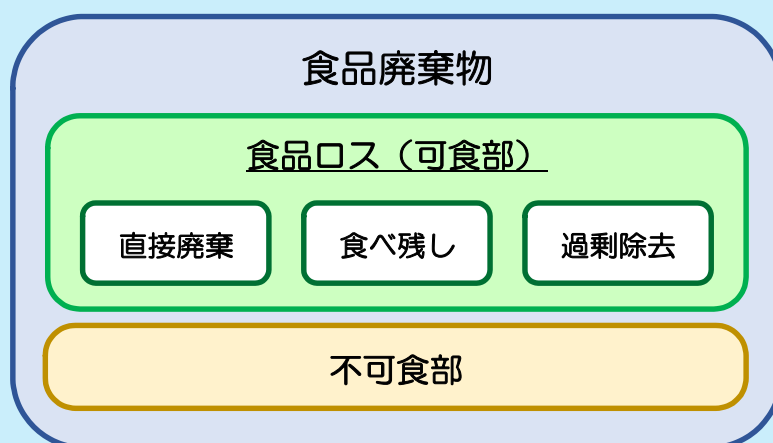 食品廃棄物
食品ロス（可食部）
直接廃棄
食べ残し
過剰除去
不可食部